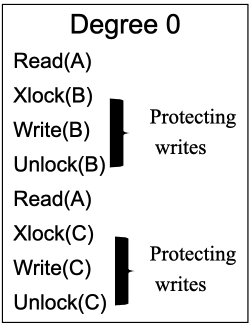 Degree 0
Read(A)
Xlock(B)
Write(B)
Unlock(B)
Protecting
writes
Read(A)
Xlock(C)
Write(C)
Unlock(C)
Protecting
writes